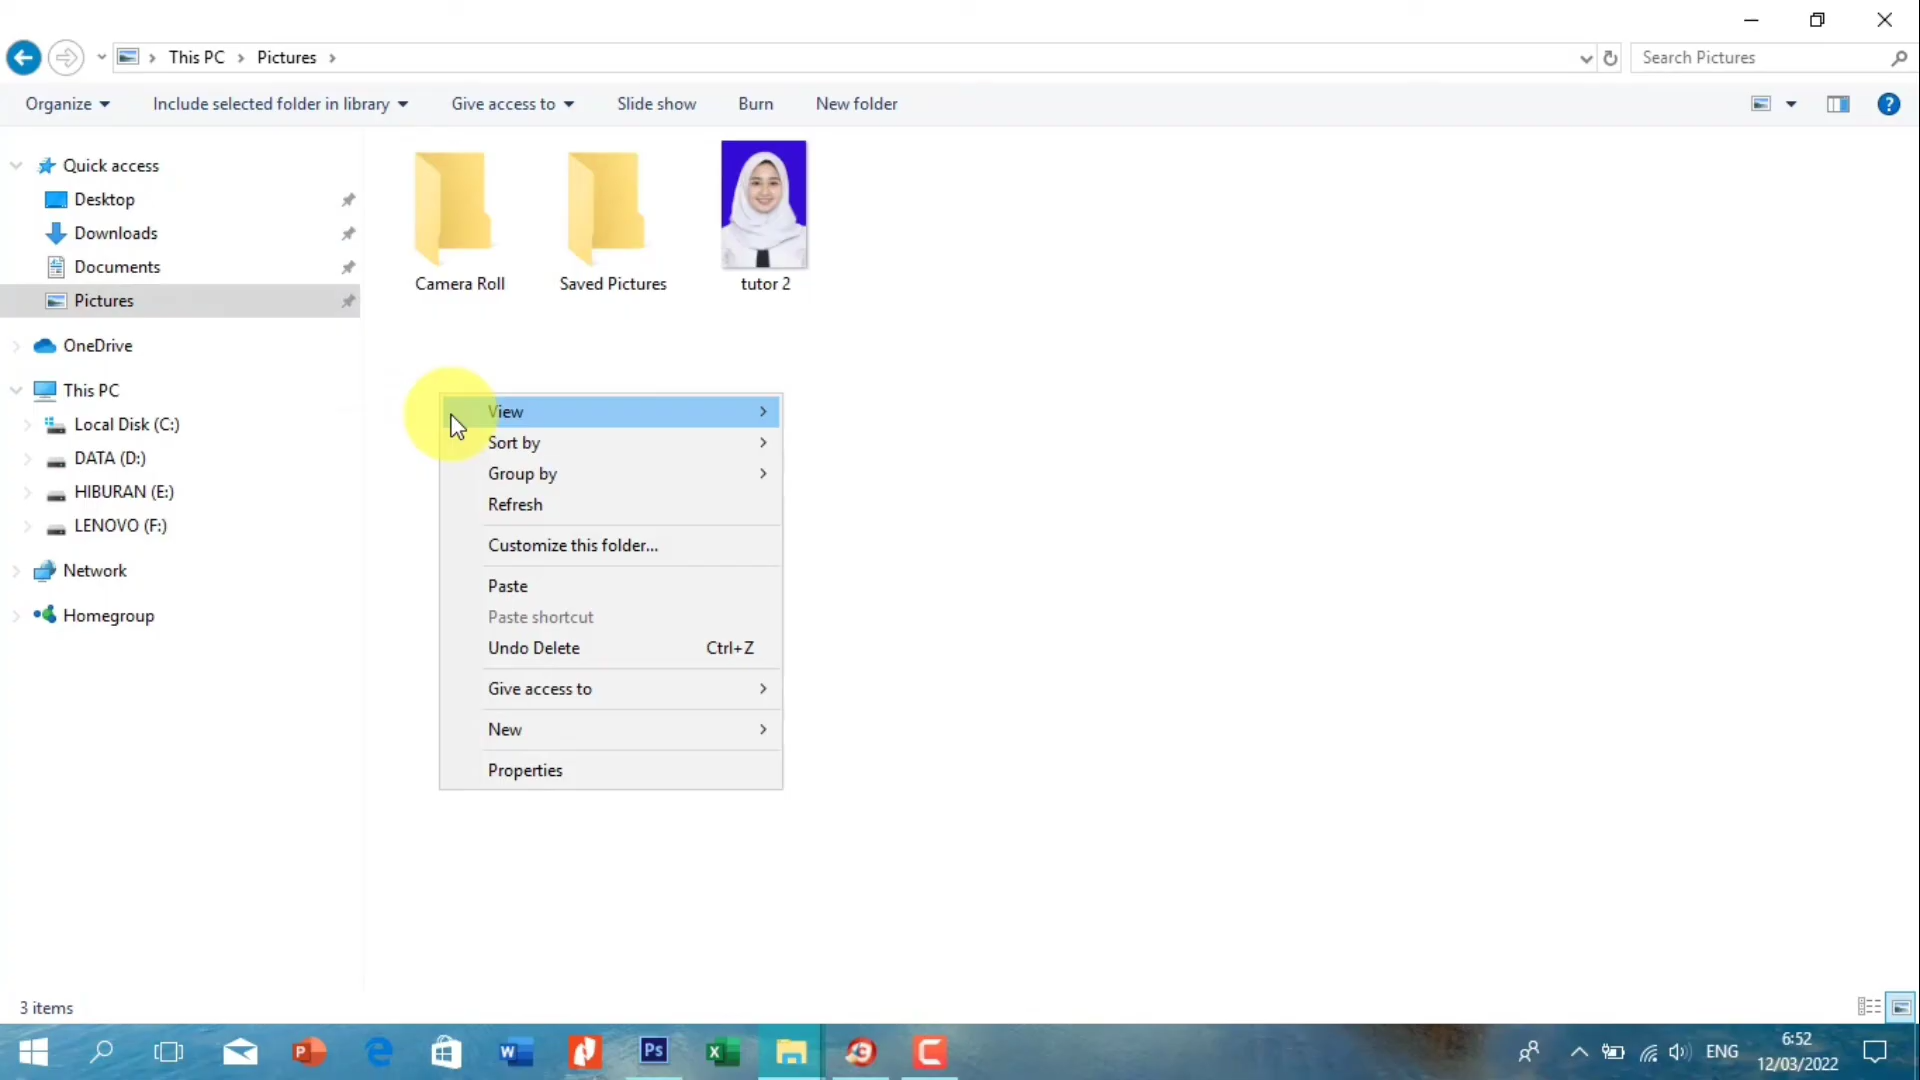 This PC
Pictures
Search Pictures
Organize
Include selected folder in library
Give access to
Slide show
Burn
New folder
?
Quick access
Desktop
Downloads
Documents
Pictures
OneDrive
This PC
Local Disk (C:)
DATA (D:)
HIBURAN (E:)
LENOVO (F:)
Network
Homegroup
Camera Roll
Saved Pictures
tutor 2
View
Sort by
Group by
Refresh
Customize this folder...
Paste
Paste shortcut
Undo Delete Ctrl+Z
Give access to
New
Properties
3 items
P
W
Ps
X
ENG
6:52
12/03/2022